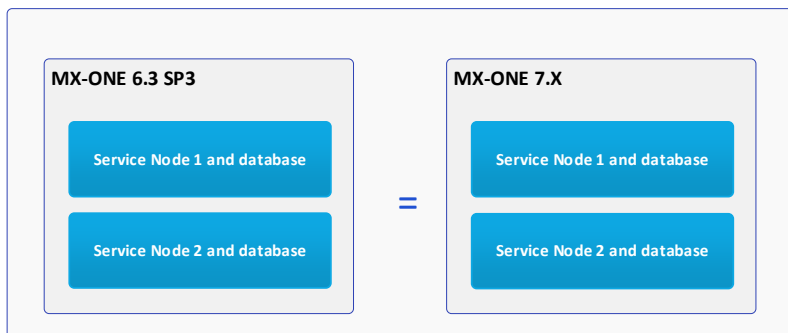 MX-ONE 6.3 SP3
Service Node 1 and database
Service Node 2 and database
=
MX-ONE 7.X
Service Node 1 and database
Service Node 2 and database